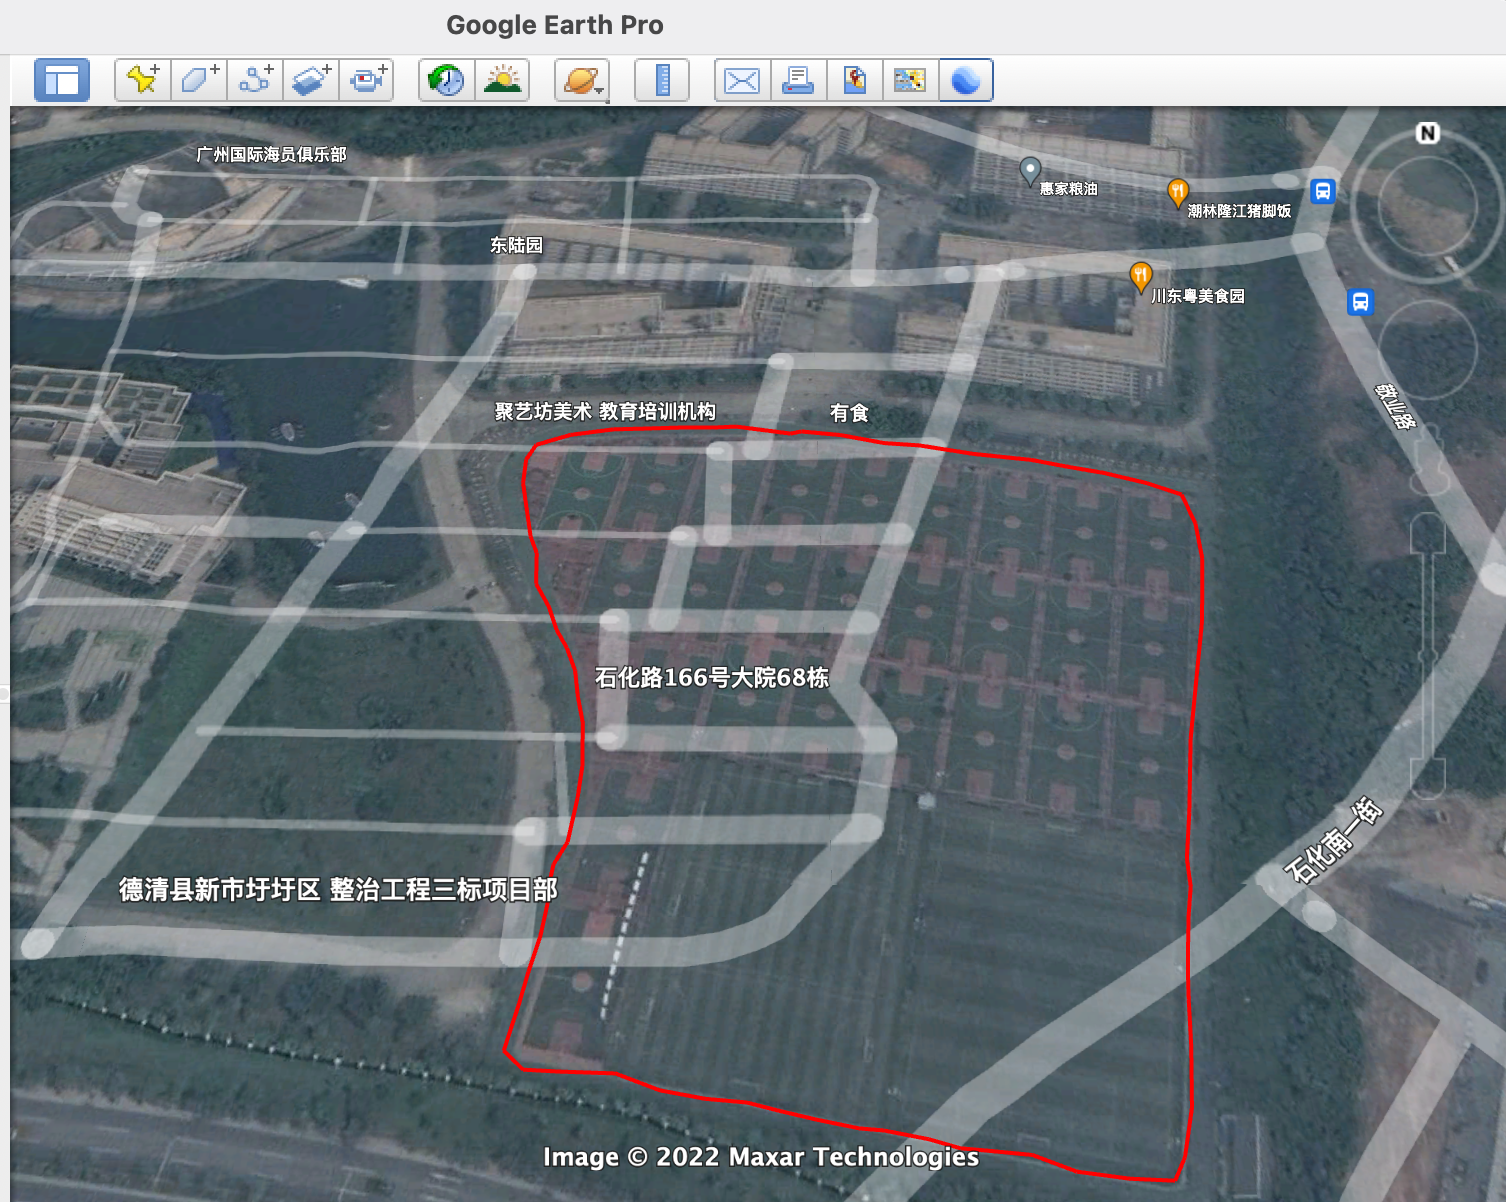 Google Earth Pro
N
广州国际海员俱乐部
惠家粮油
潮林隆江猪脚饭
东陆园
川东粤美食园
聚艺坊美术 教育培训机构
有食
敬业路
石化路166号大院68栋
石化南一街
德清县新市圩圩区 整治工程三标项目部
Image © 2022 Maxar Technologies